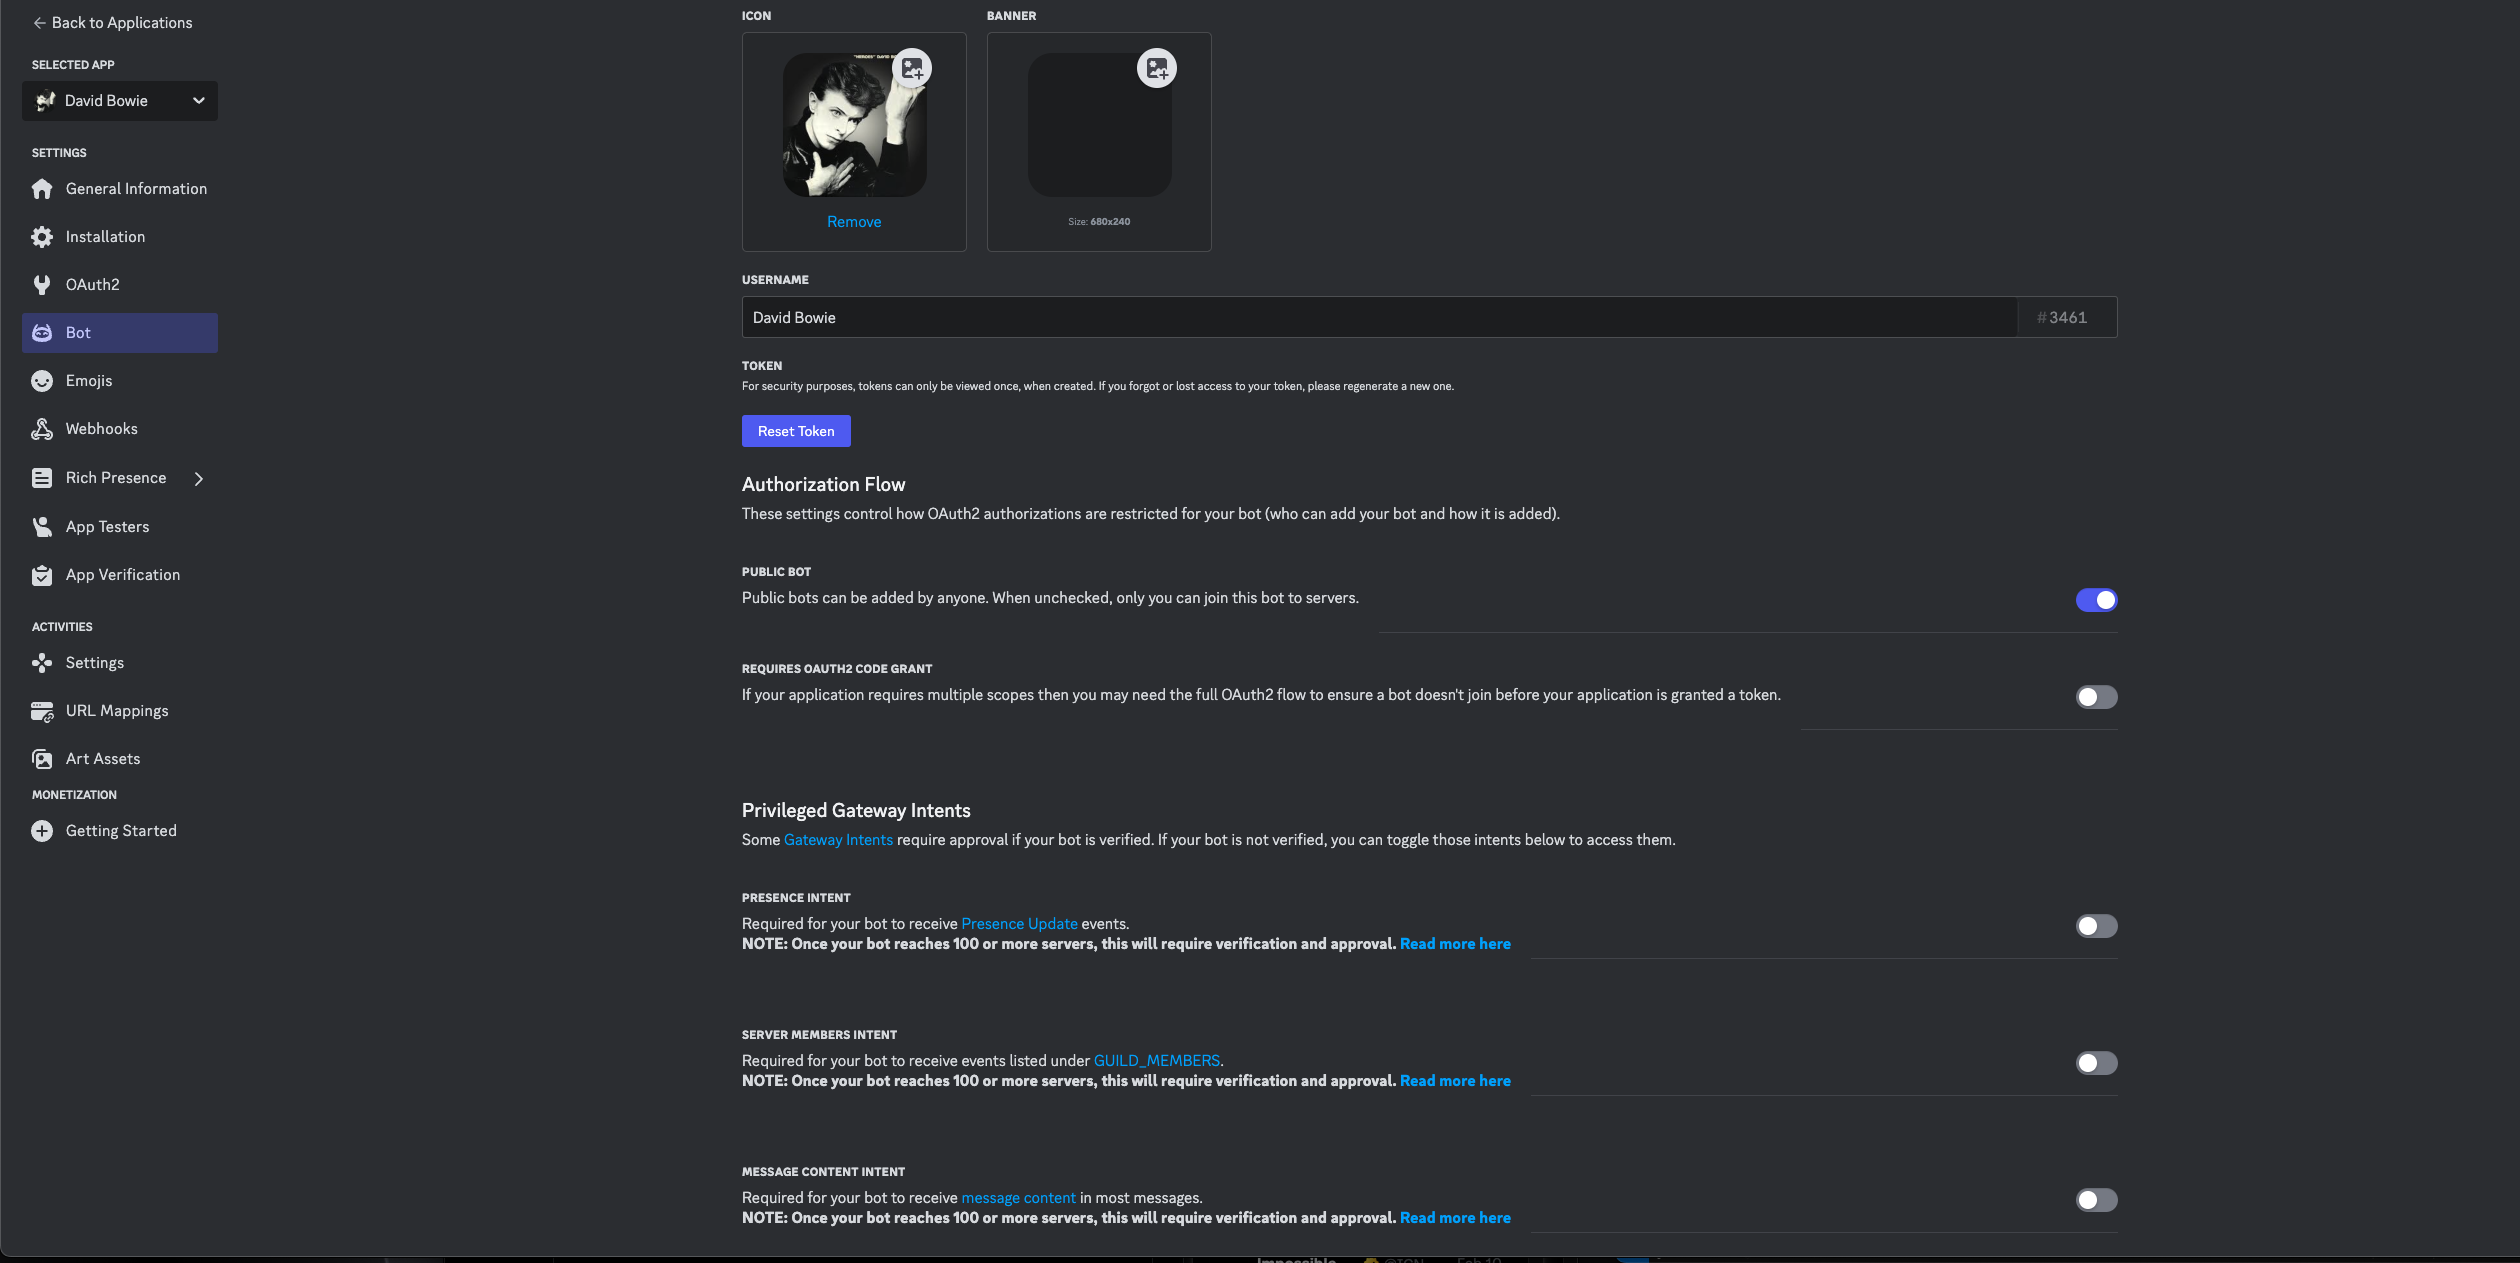 Back to Applications
SELECTED APP
David Bowie
SETTINGS
General Information
Installation
OAuth2
Bot
Emojis
Webhooks
Rich Presence
App Testers
App Verification
ACTIVITIES
Settings
URL Mappings
Art Assets
MONETIZATION
Getting Started
ICON
BANNER
"HEROES" DAVID
Remove
Size: 680x240
USERNAME
David Bowie
#3461
TOKEN
For security purposes, tokens can only be viewed once, when created. If you forgot or lost access to your token, please regenerate a new one.
Reset Token
Authorization Flow
These settings control how OAuth2 authorizations are restricted for your bot (who can add your bot and how it is added).
PUBLIC BOT
Public bots can be added by anyone. When unchecked, only you can join this bot to servers.
REQUIRES OAUTH2 CODE GRANT
If your application requires multiple scopes then you may need the full OAuth2 flow to ensure a bot doesn't join before your application is granted a token.
Privileged Gateway Intents
Some Gateway Intents require approval if your bot is verified. If your bot is not verified, you can toggle those intents below to access them.
PRESENCE INTENT
Required for your bot to receive Presence Update events.
NOTE: Once your bot reaches 100 or more servers, this will require verification and approval. Read more here
SERVER MEMBERS INTENT
Required for your bot to receive events listed under GUILD_MEMBERS.
NOTE: Once your bot reaches 100 or more servers, this will require verification and approval. Read more here
MESSAGE CONTENT INTENT
Required for your bot to receive message content in most messages.
NOTE: Once your bot reaches 100 or more servers, this will require verification and approval. Read more here